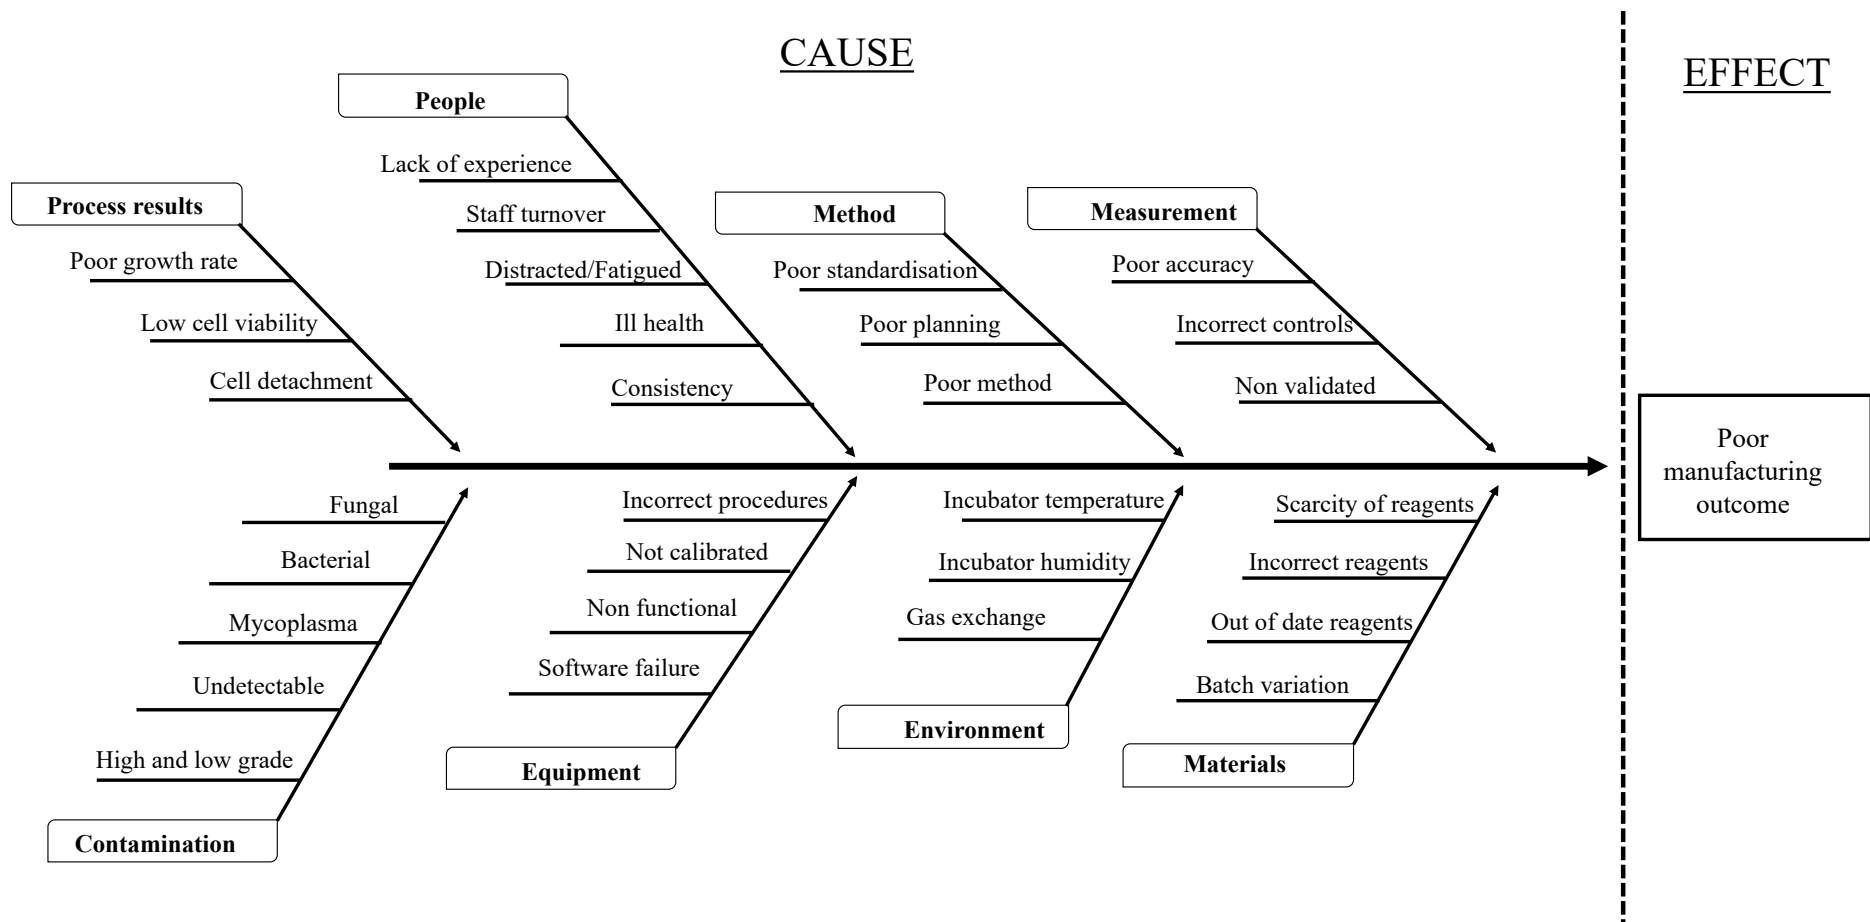 CAUSE
EFFECT
People
Lack of experience
Staff turnover
Distracted/Fatigued
Ill health
Consistency
Process results
Poor growth rate
Low cell viability
Cell detachment
Method
Poor standardisation
Poor planning
Poor method
Measurement
Poor accuracy
Incorrect controls
Non validated
Poor
manufacturing
outcome
Fungal
Bacterial
Mycoplasma
Undetectable
High and low grade
Contamination
Incorrect procedures
Not calibrated
Non functional
Software failure
Equipment
Incubator temperature
Incubator humidity
Gas exchange
Environment
Scarcity of reagents
Incorrect reagents
Out of date reagents
Batch variation
Materials